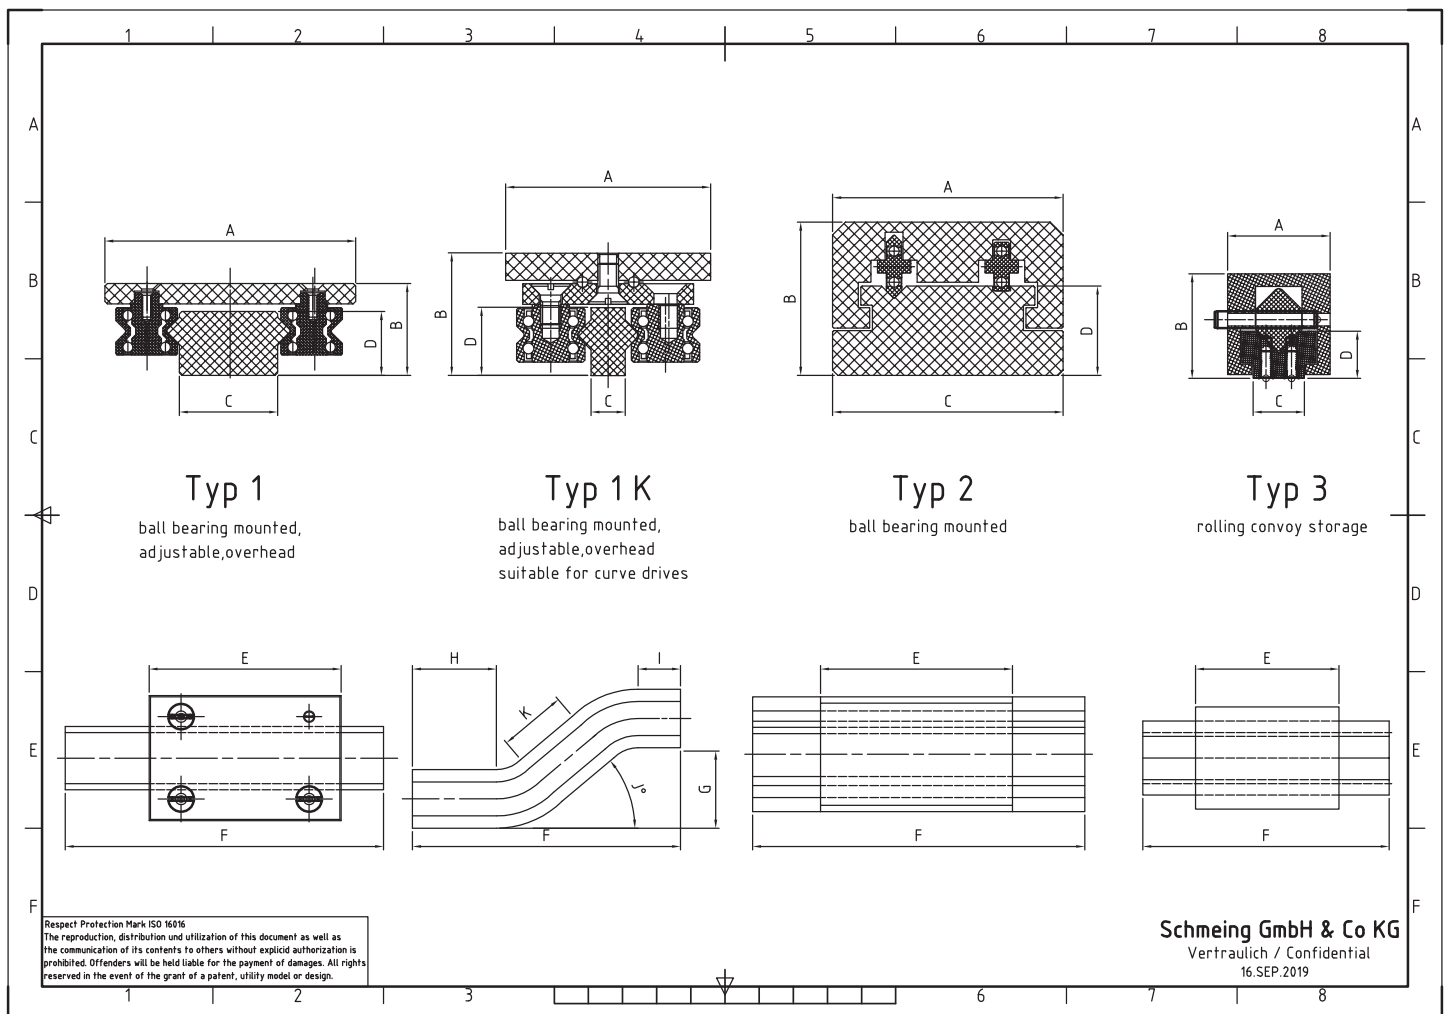 1 2 3 4 5 6 7 8
A A
A
A
A
A
B B
B
D
C
B
D
C
B
D
C
B
D
C
C C
Typ 1
ball bearing mounted,
adjustable,overhead
Typ 1 K
ball bearing mounted,
adjustable,overhead
suitable for curve drives
Typ 2
ball bearing mounted
Typ 3
rolling convoy storage
D D
E
F
H
I
K
J°
G
F
E
F
E
F
E E
F F
Respect Protection Mark ISO 16016
The reproduction, distribution und utilization of this document as well as
the communication of its contents to others without explicid authorization is
prohibited. Offenders will be held liable for the payment of damages. All rights
reserved in the event of the grant of a patent, utility model or design.
Schmeing GmbH & Co KG
Vertraulich / Confidential
16.SEP.2019
1 2 3 6 7 8